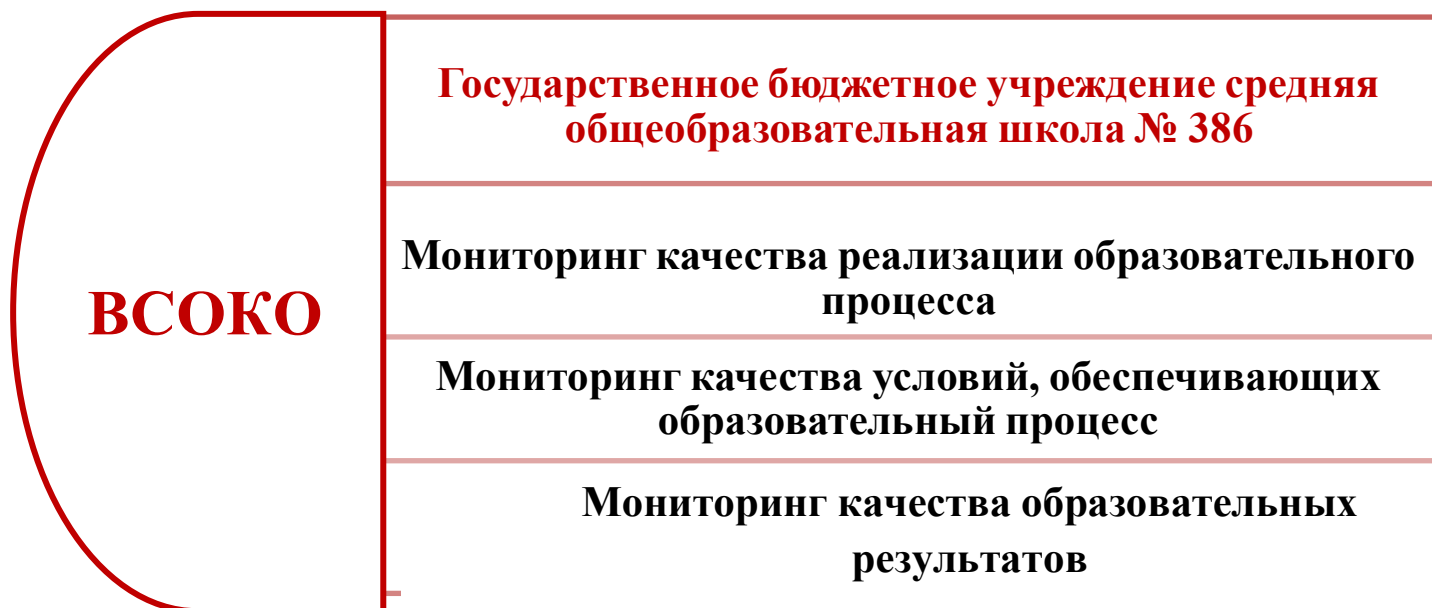 ВСОКО
Государственное бюджетное учреждение средняя
общеобразовательная школа № 386
Мониторинг качества реализации образовательного
процесса
Мониторинг качества условий, обеспечивающих
образовательный процесс
Мониторинг качества образовательных
результатов